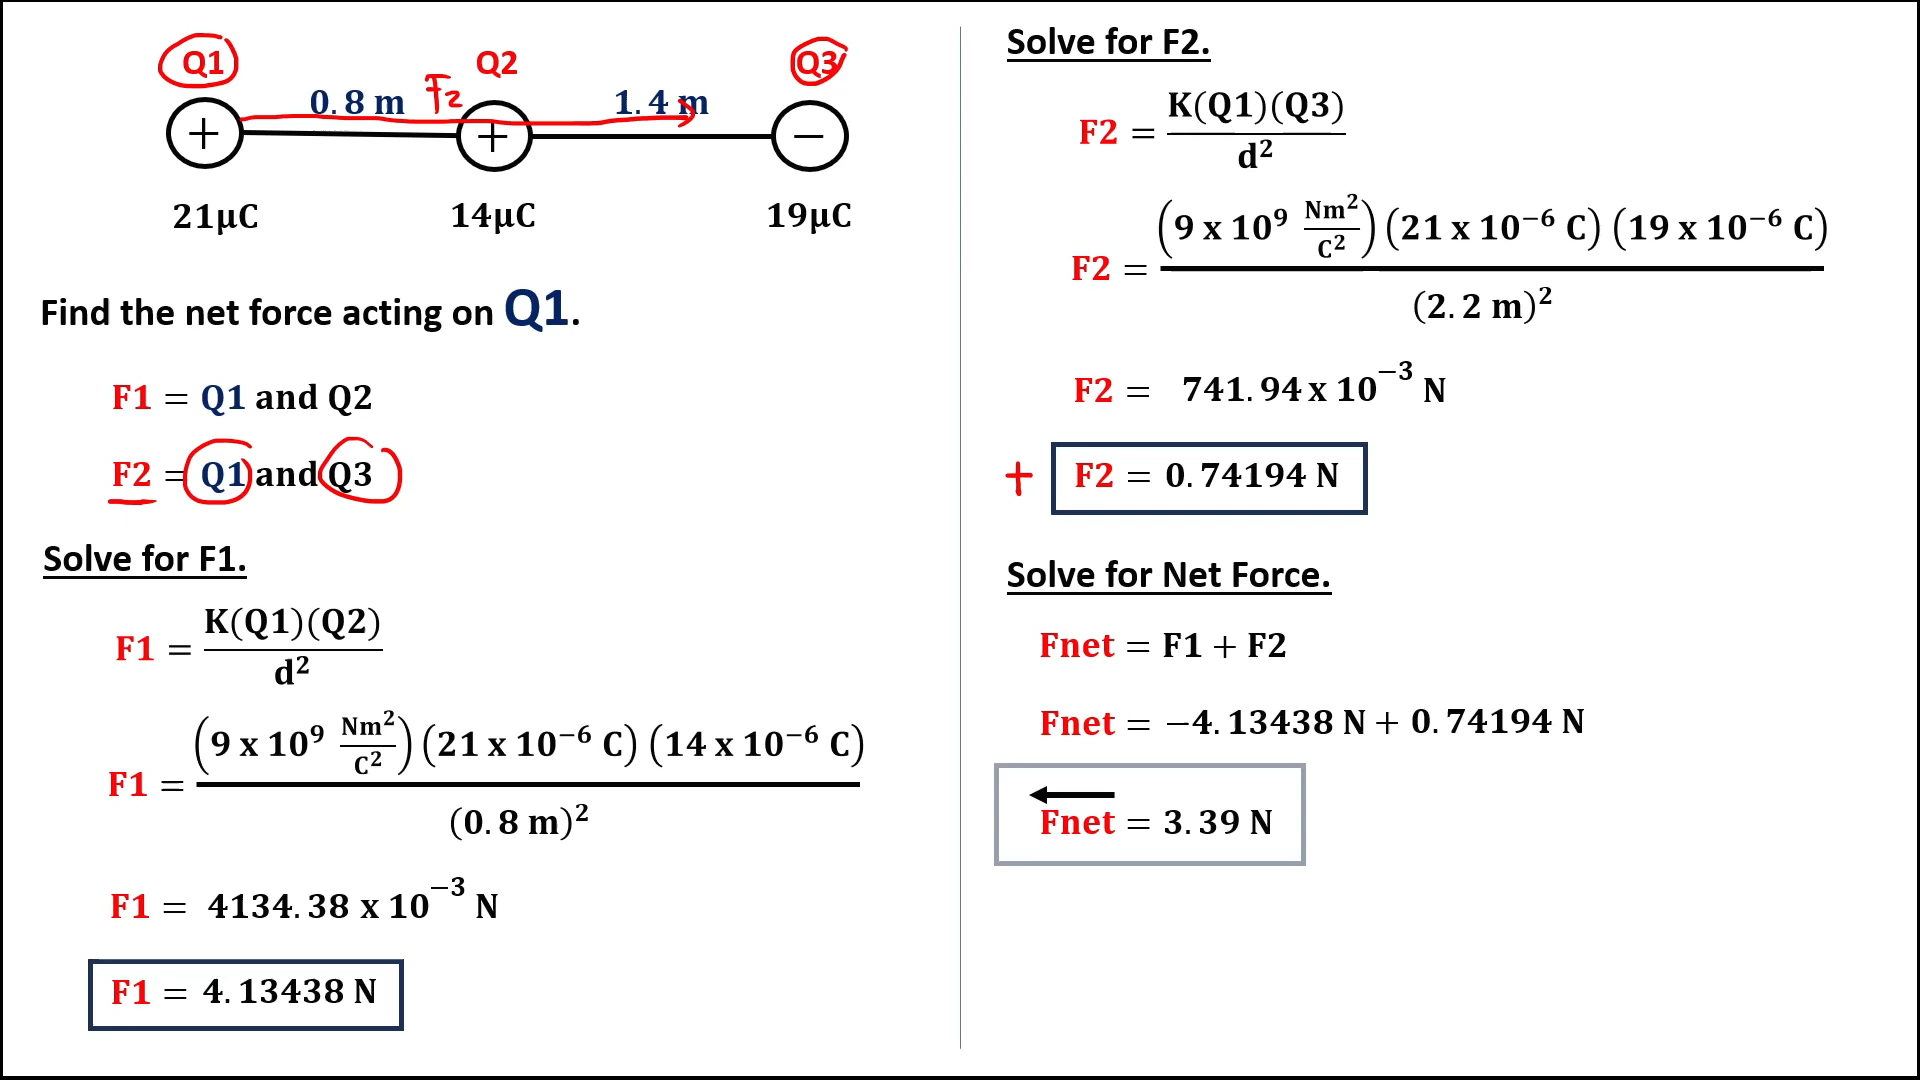 Q1 Q2 Q3
0.8 m F2 1.4 m
+ + −
21μC 14μC 19μC
Find the net force acting on Q1.
F1 = Q1 and Q2
F2 = Q1 and Q3
Solve for F1.
F1 = K(Q1)(Q2) / d²
F1 = (9 x 10⁹ Nm²/C²) (21 x 10⁻⁶ C) (14 x 10⁻⁶ C) / (0.8 m)²
F1 = 4134.38 x 10⁻³ N
F1 = 4.13438 N
Solve for F2.
F2 = K(Q1)(Q3) / d²
F2 = (9 x 10⁹ Nm²/C²) (21 x 10⁻⁶ C) (19 x 10⁻⁶ C) / (2.2 m)²
F2 = 741.94 x 10⁻³ N
+ F2 = 0.74194 N
Solve for Net Force.
Fnet = F1 + F2
Fnet = −4.13438 N + 0.74194 N
Fnet = 3.39 N